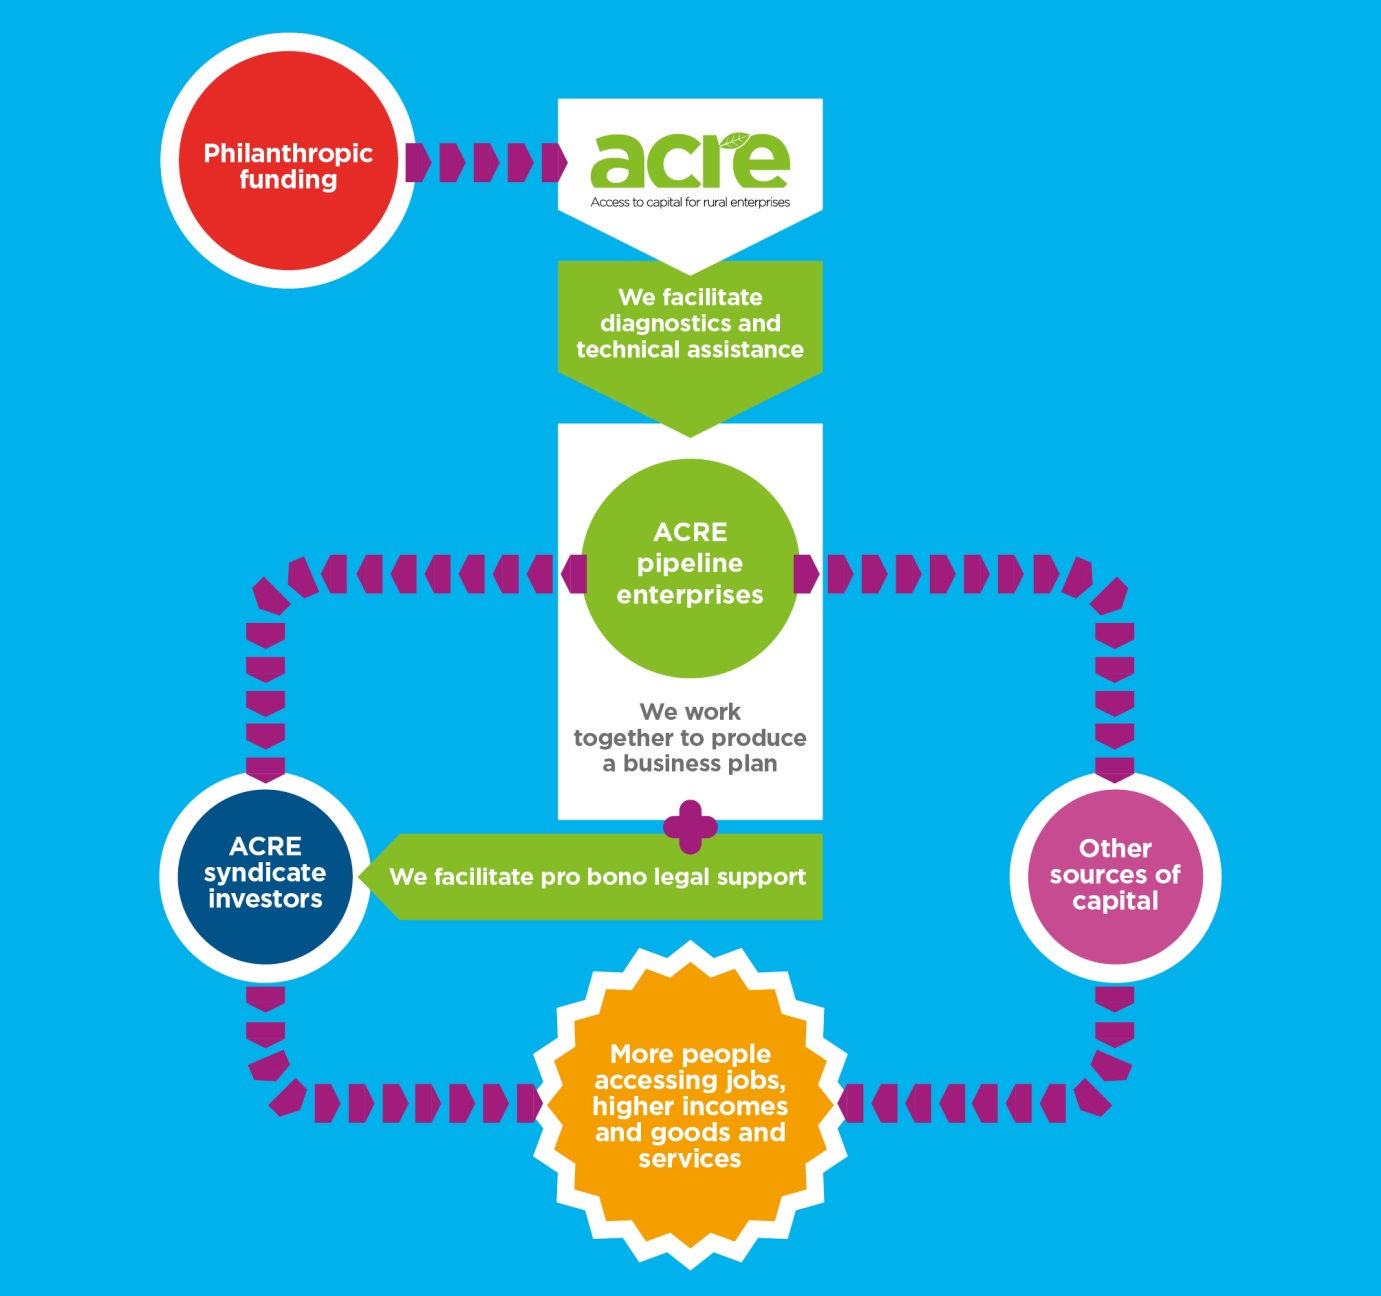 Philanthropic
funding
acre
Access to capital for rural enterprises
We facilitate
diagnostics and
technical assistance
ACRE
pipeline
enterprises
We work
together to produce
a business plan
ACRE
syndicate
investors
We facilitate pro bono legal support
Other
sources of
capital
More people
accessing jobs,
higher incomes
and goods and
services